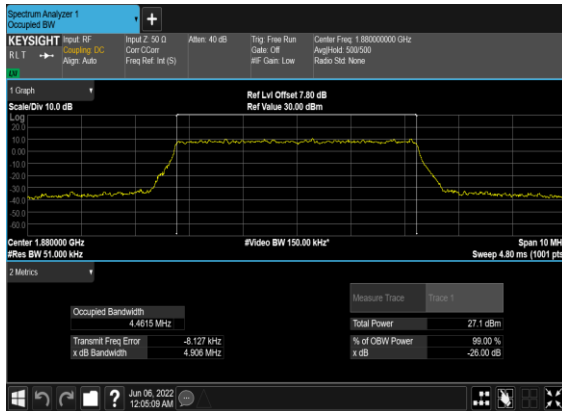 Spectrum Analyzer 1
Occupied BW
+
KEYSIGHT Input: RF Input Z: 50 Ω Atten: 40 dB Trig: Free Run Center Freq: 1.880000000 GHz
RLT Coupling: DC Corr CCorr Gate: Off Avg|Hold: 500/500
Align: Auto Freq Ref: Int (S) #IF Gain: Low Radio Std: None
1 Graph
Ref Lvl Offset 7.80 dB
Scale/Div 10.0 dB Ref Value 30.00 dBm
Log
20.0
10.0
0.00
-10.0
-20.0
-30.0
-40.0
-50.0
-60.0
Center 1.880000 GHz #Video BW 150.00 kHz* Span 10 MH
#Res BW 51.000 kHz Sweep 4.80 ms (1001 pts
2 Metrics
Measure Trace Trace 1
Occupied Bandwidth
4.4615 MHz Total Power 27.1 dBm
Transmit Freq Error -8.127 kHz % of OBW Power 99.00 %
x dB Bandwidth 4.906 MHz x dB -26.00 dB
? Jun 06, 2022
12:05:09 AM